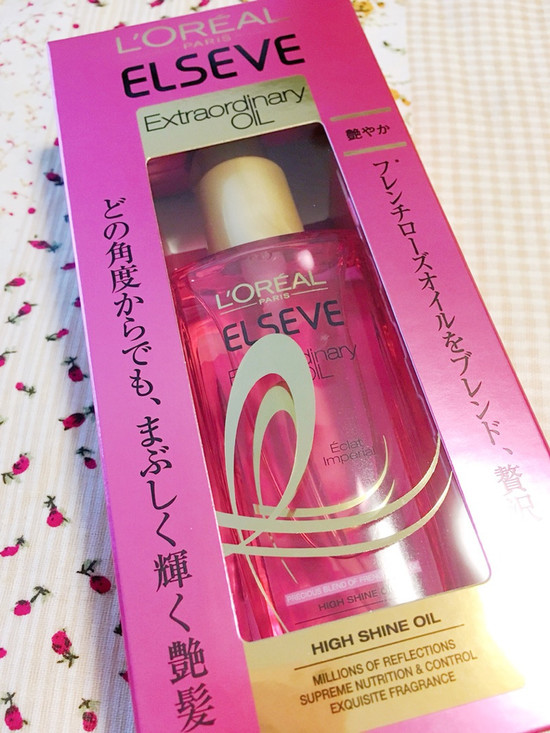 L'ORÉAL
PARIS
ELSEVE
Extraordinary
OIL
艶やか
フレンチローズオイルをブレンド、贅沢
どの角度からでも、まぶしく輝く艶髪
L'ORÉAL
PARIS
ELSEVE
Éclat
Impérial
PRECIOUS BLEND OF
HIGH SHINE
HIGH SHINE OIL
MILLIONS OF REFLECTIONS
SUPREME NUTRITION & CONTROL
EXQUISITE FRAGRANCE